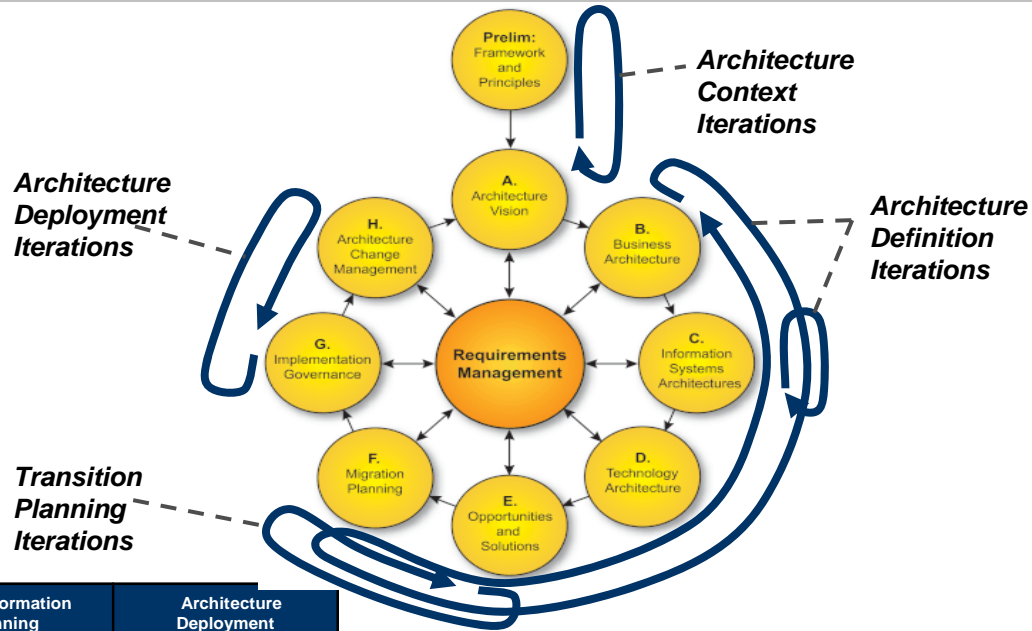 Prelim:
Framework
and
Principles
Architecture
Context
Iterations
A.
Architecture
Vision
Architecture
Deployment
Iterations
H.
Architecture
Change
Management
B.
Business
Architecture
Architecture
Definition
Iterations
G.
Implementation
Governance
Requirements
Management
C.
Information
Systems
Architectures
F.
Migration
Planning
D.
Technology
Architecture
Transition
Planning
Iterations
E.
Opportunities
and
Solutions
Architecture
Deployment